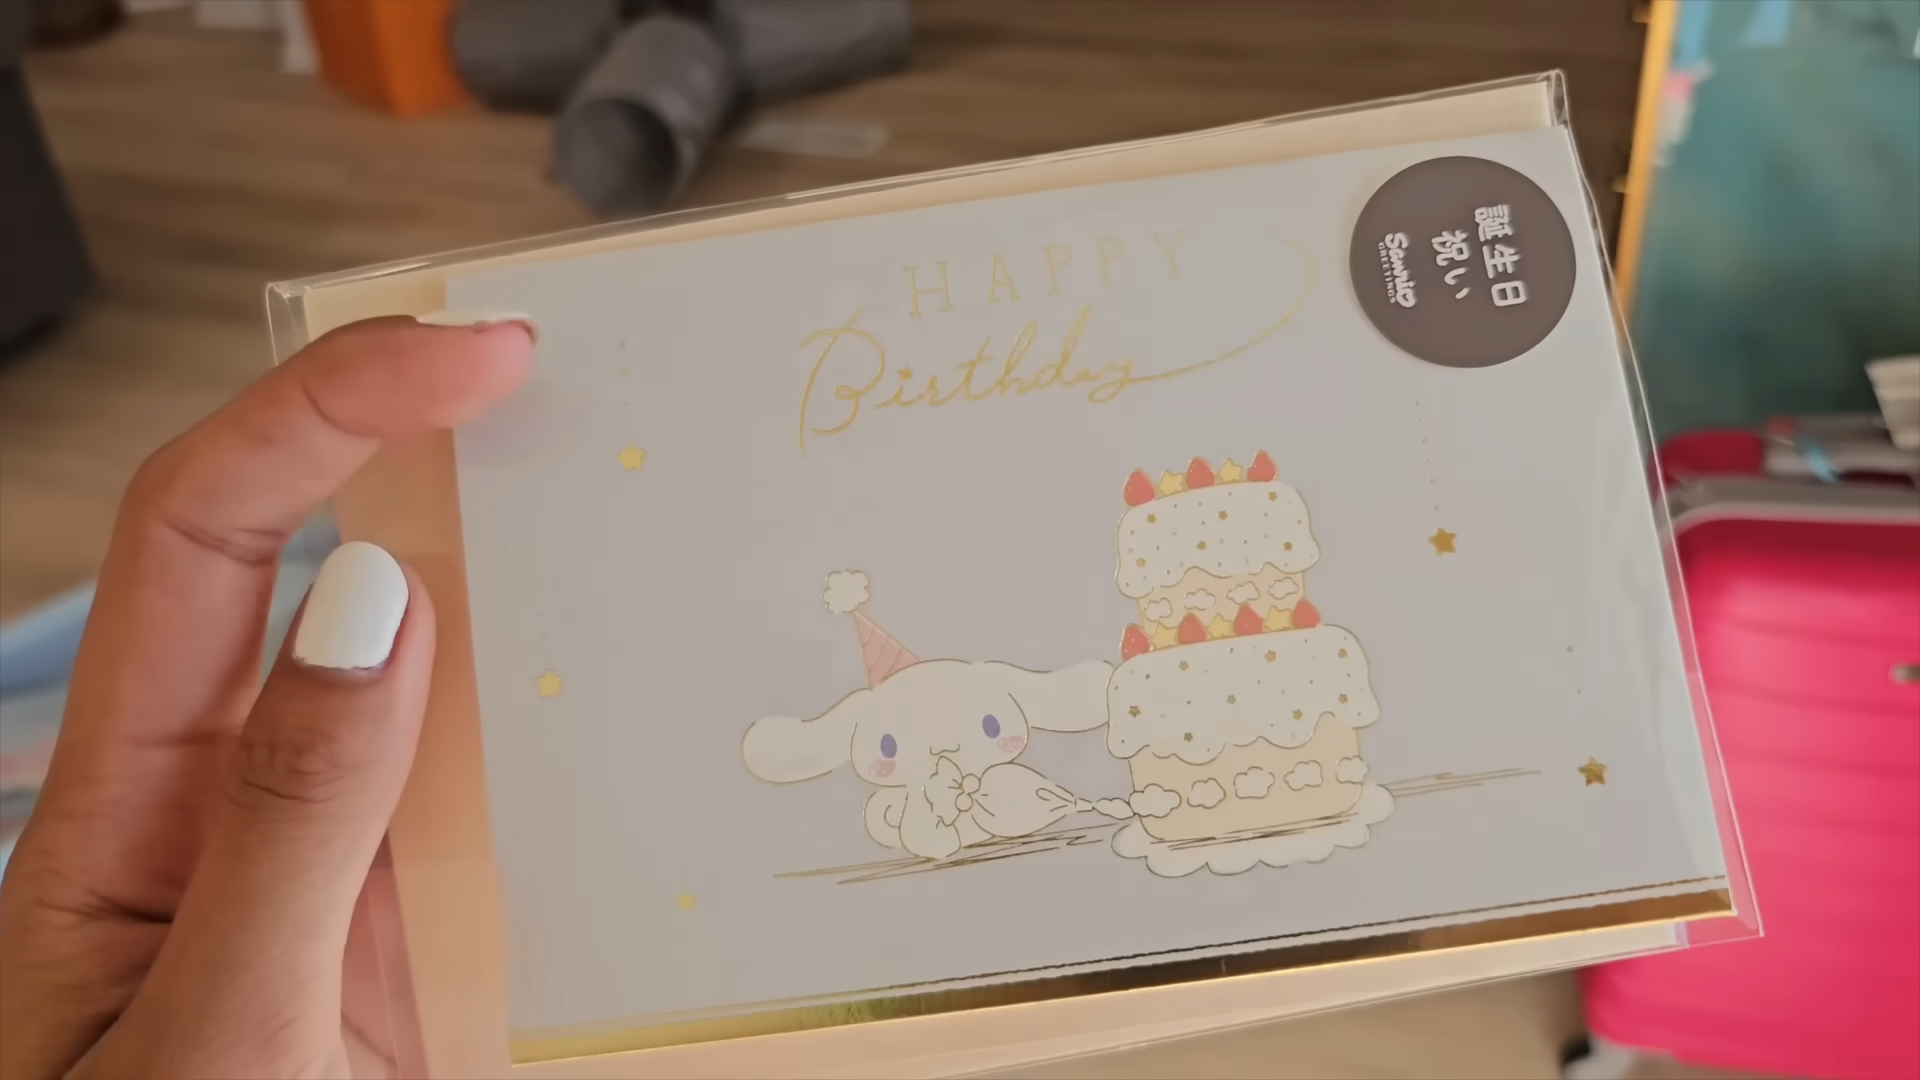 HAPPY
Birthday
誕生日
祝い
Sanrio
GREETINGS